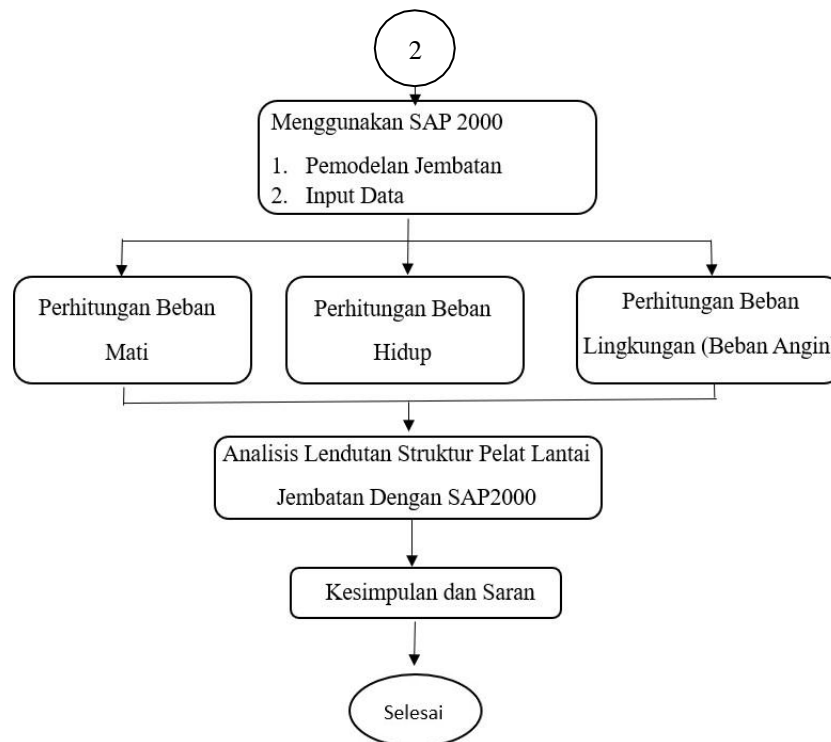 2
Menggunakan SAP 2000
1. Pemodelan Jembatan
2. Input Data
Perhitungan Beban
Mati
Perhitungan Beban
Hidup
Perhitungan Beban
Lingkungan (Beban Angin)
Analisis Lendutan Struktur Pelat Lantai
Jembatan Dengan SAP2000
Kesimpulan dan Saran
Selesai